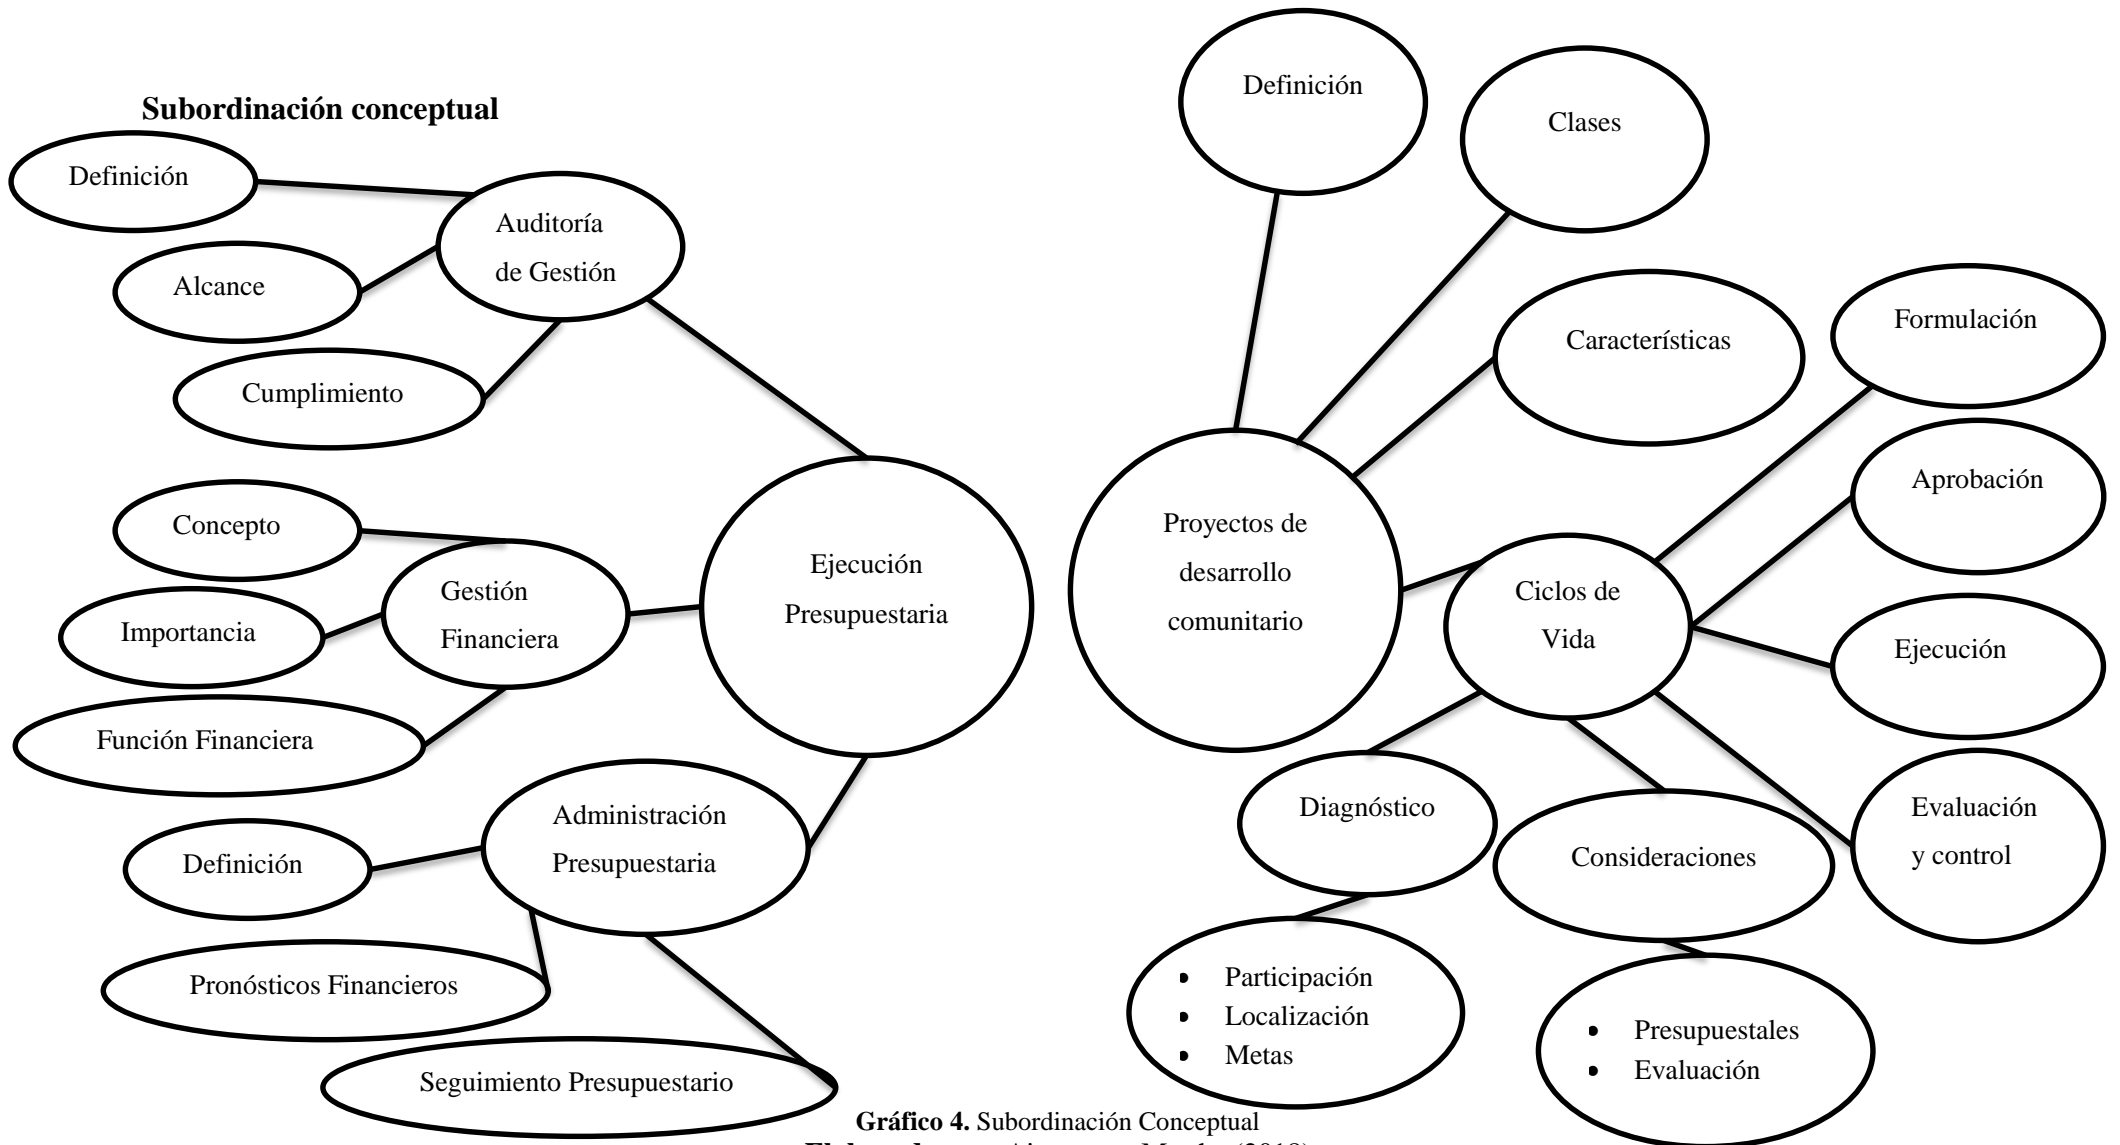 Subordinación conceptual
Definición
Alcance
Cumplimiento
Auditoría
de Gestión
Concepto
Importancia
Función Financiera
Gestión
Financiera
Definición
Pronósticos Financieros
Seguimiento Presupuestario
Administración
Presupuestaria
Ejecución
Presupuestaria
Definición
Clases
Características
Proyectos de
desarrollo
comunitario
Ciclos de
Vida
Formulación
Aprobación
Ejecución
Evaluación
y control
Diagnóstico
Consideraciones
• Participación
• Localización
• Metas
• Presupuestales
• Evaluación
Gráfico 4. Subordinación Conceptual